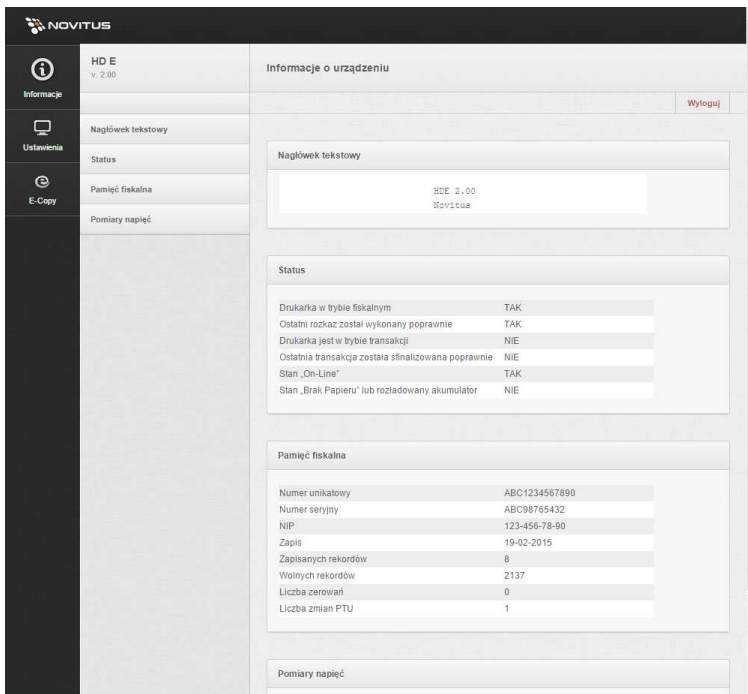 NOVITUS
Informacje
Ustawienia
E-Copy
HD E
v. 2.00
Nagłówek tekstowy
Status
Pamięć fiskalna
Pomiary napięć
Informacje o urządzeniu
Wyloguj
Nagłówek tekstowy
HDE 2.00
Novitus
Status
Drukarka w trybie fiskalnym TAK
Ostatni rozkaz został wykonany poprawnie TAK
Drukarka jest w trybie transakcji NIE
Ostatnia transakcja została sfinalizowana poprawnie NIE
Stan „On-Line" TAK
Stan „Brak Papieru" lub rozładowany akumulator NIE
Pamięć fiskalna
Numer unikatowy ABC1234567890
Numer seryjny ABC98765432
NIP 123-456-78-90
Zapis 19-02-2015
Zapisanych rekordów 8
Wolnych rekordów 2137
Liczba zerowań 0
Liczba zmian PTU 1
Pomiary napięć